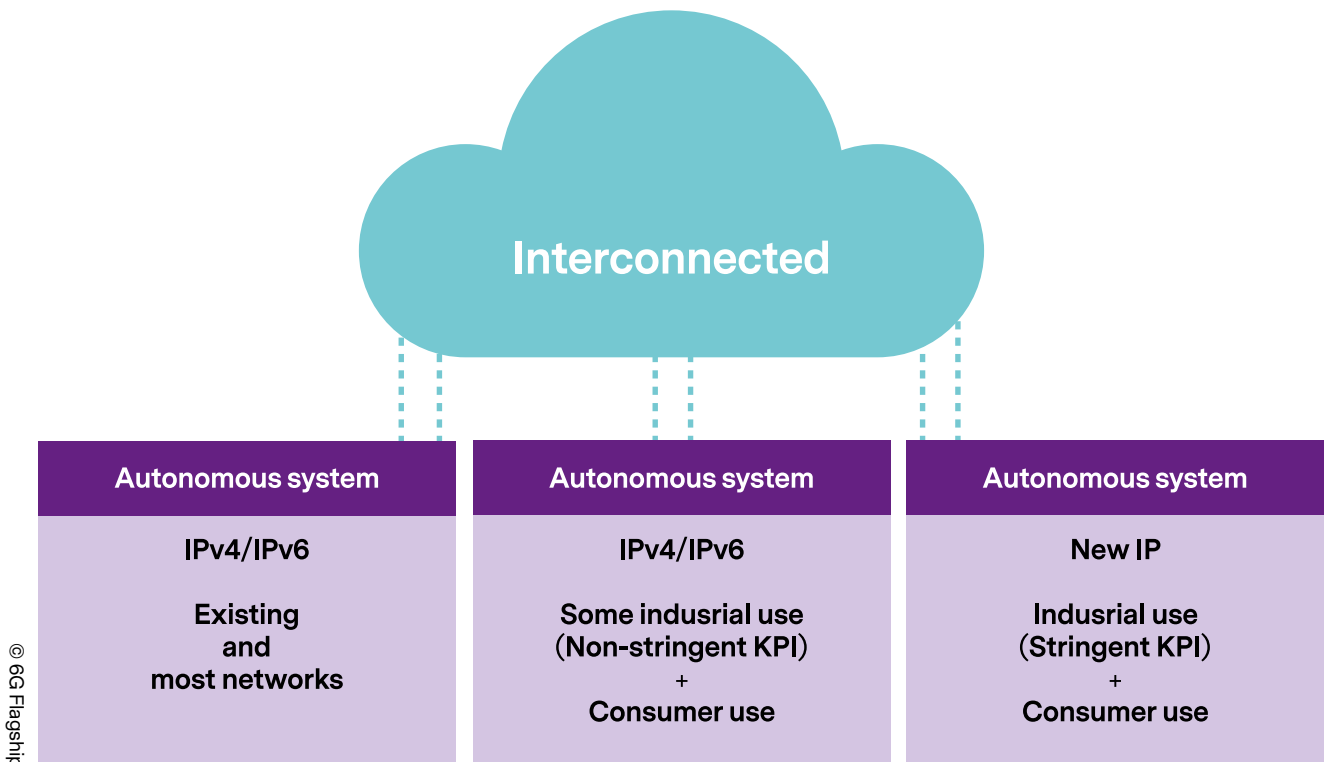 Interconnected
Autonomous system
IPv4/IPv6
Existing
and
most networks
Autonomous system
IPv4/IPv6
Some indusrial use
(Non-stringent KPI)
+
Consumer use
Autonomous system
New IP
Indusrial use
(Stringent KPI)
+
Consumer use
© 6G Flagship